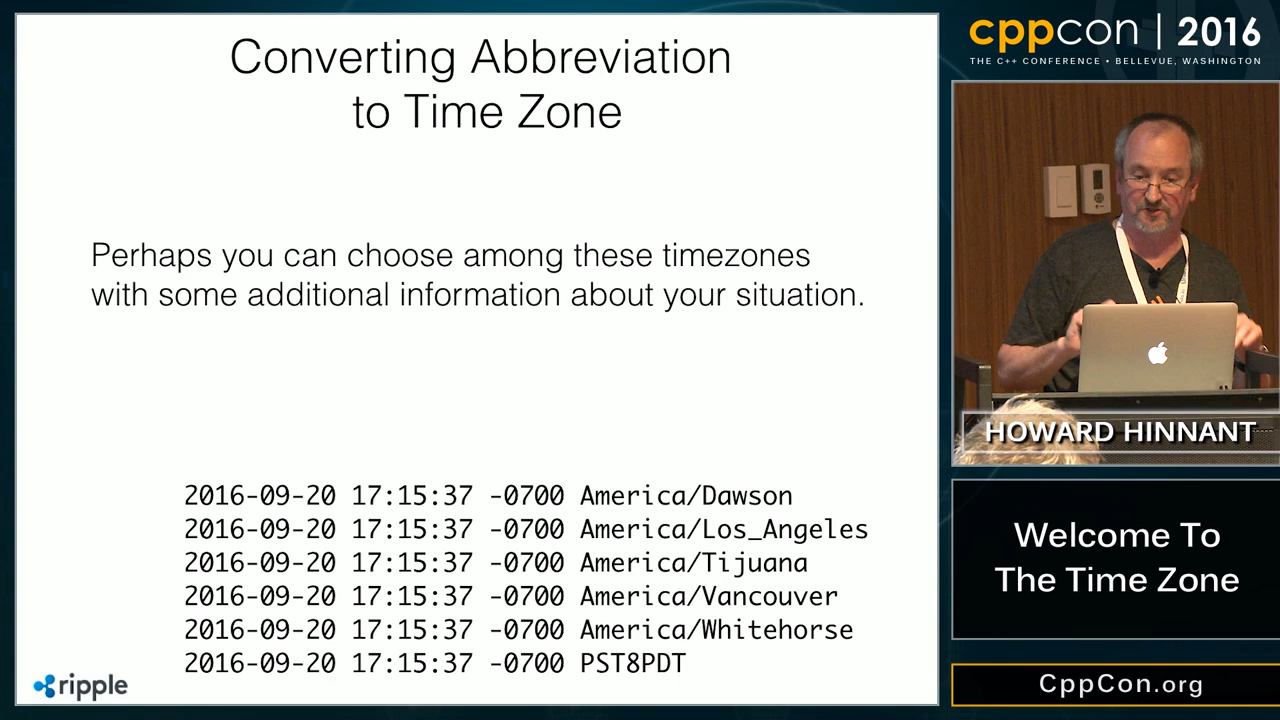 Converting Abbreviation
to Time Zone
Perhaps you can choose among these timezones
with some additional information about your situation.
2016-09-20 17:15:37 -0700 America/Dawson
2016-09-20 17:15:37 -0700 America/Los_Angeles
2016-09-20 17:15:37 -0700 America/Tijuana
2016-09-20 17:15:37 -0700 America/Vancouver
2016-09-20 17:15:37 -0700 America/Whitehorse
2016-09-20 17:15:37 -0700 PST8PDT
ripple
cppcon | 2016
THE C++ CONFERENCE • BELLEVUE, WASHINGTON
HOWARD HINNANT
Welcome To
The Time Zone
CppCon.org